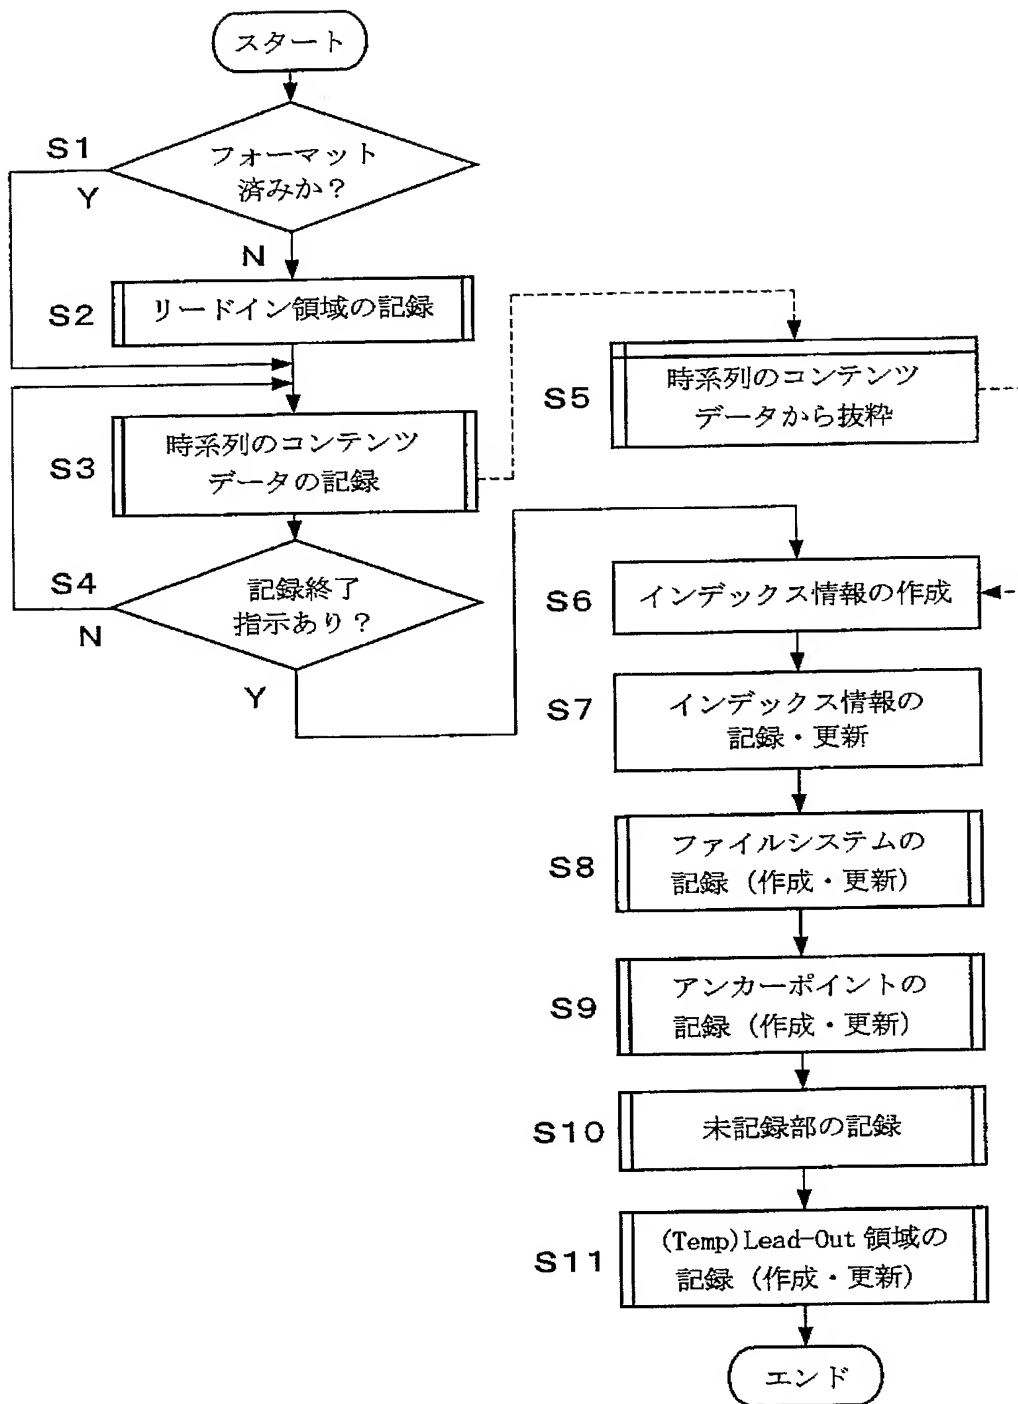 スタート
S1
フォーマット
済みか？
Y
N
S2
リードイン領域の記録
S3
時系列のコンテンツ
データの記録
S4
記録終了
指示あり？
N
Y
S5
時系列のコンテンツ
データから抜粋
S6
インデックス情報の作成
S7
インデックス情報の
記録・更新
S8
ファイルシステムの
記録（作成・更新）
S9
アンカーポイントの
記録（作成・更新）
S10
未記録部の記録
S11
(Temp)Lead-Out 領域の
記録（作成・更新）
エンド